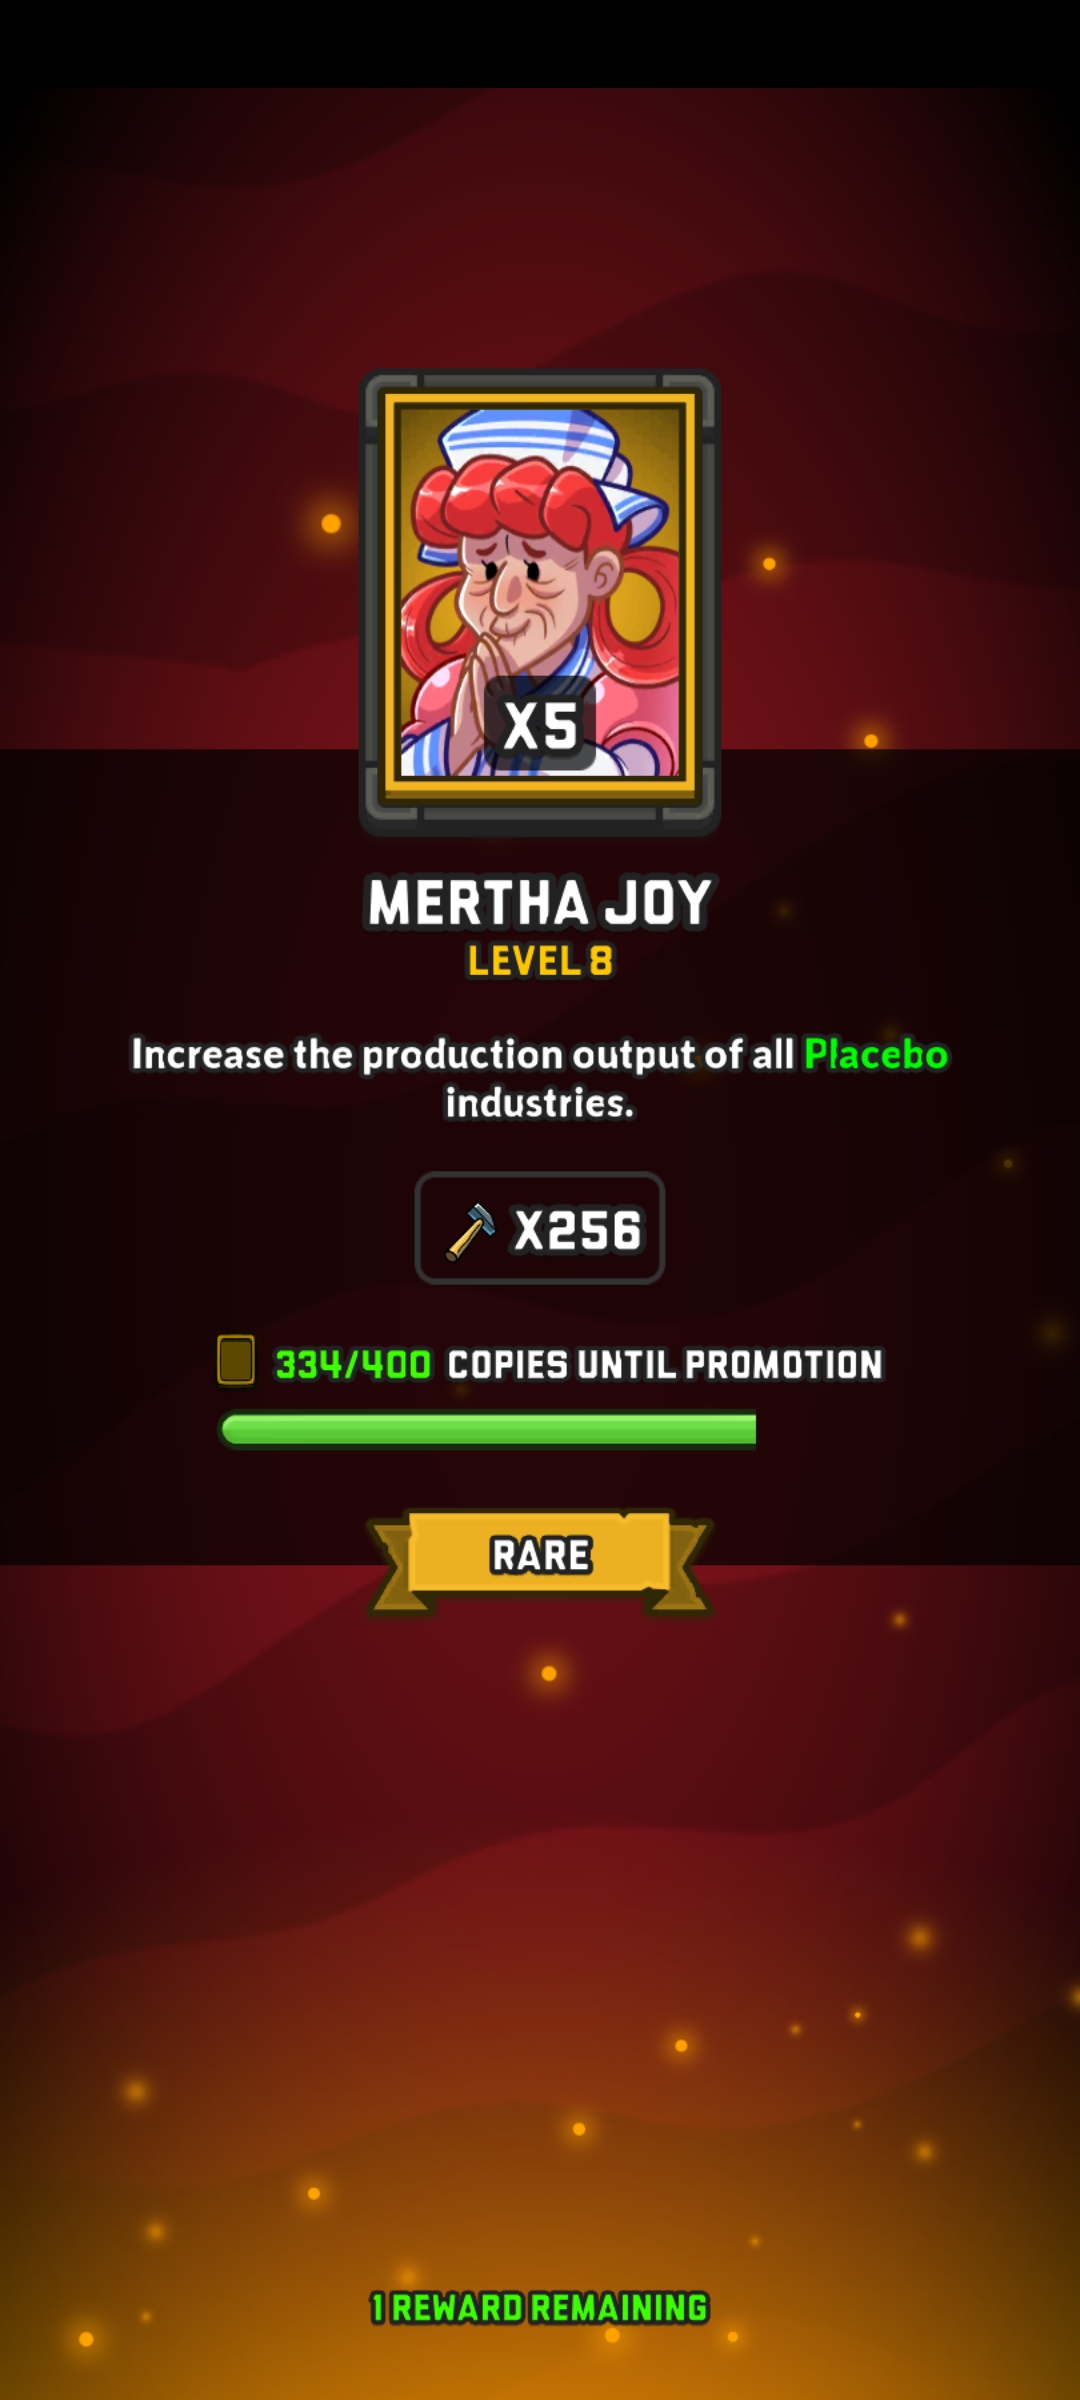 X5
MERTHA JOY
LEVEL 8
Increase the production output of all Placebo
industries.
X256
334/400 COPIES UNTIL PROMOTION
RARE
1 REWARD REMAINING